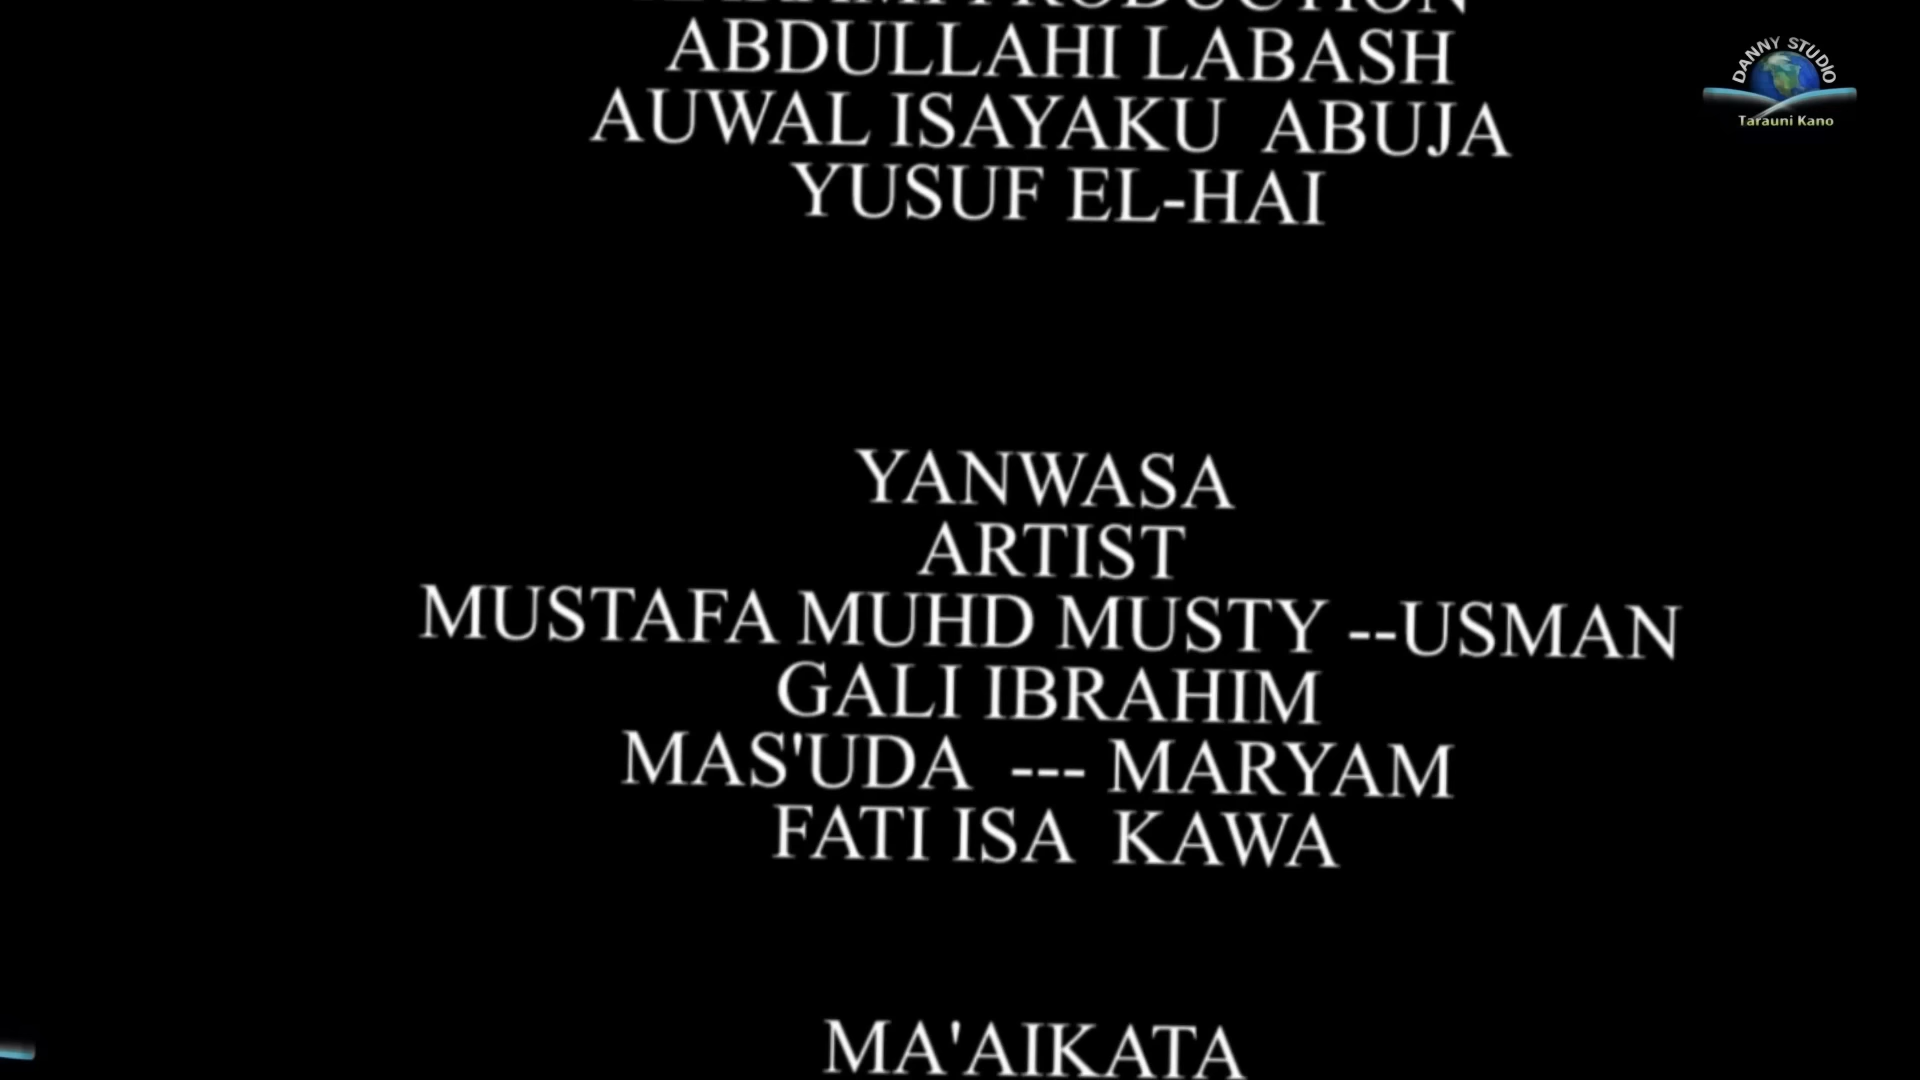 PRODUCTION
ABDULLAHI LABASH
AUWAL ISAYAKU ABUJA
YUSUF EL-HAI
YANWASA
ARTIST
MUSTAFA MUHD MUSTY --USMAN
GALI IBRAHIM
MAS'UDA --- MARYAM
FATI ISA KAWA
MA'AIKATA
DANNY STUDIO
Tarauni Kano